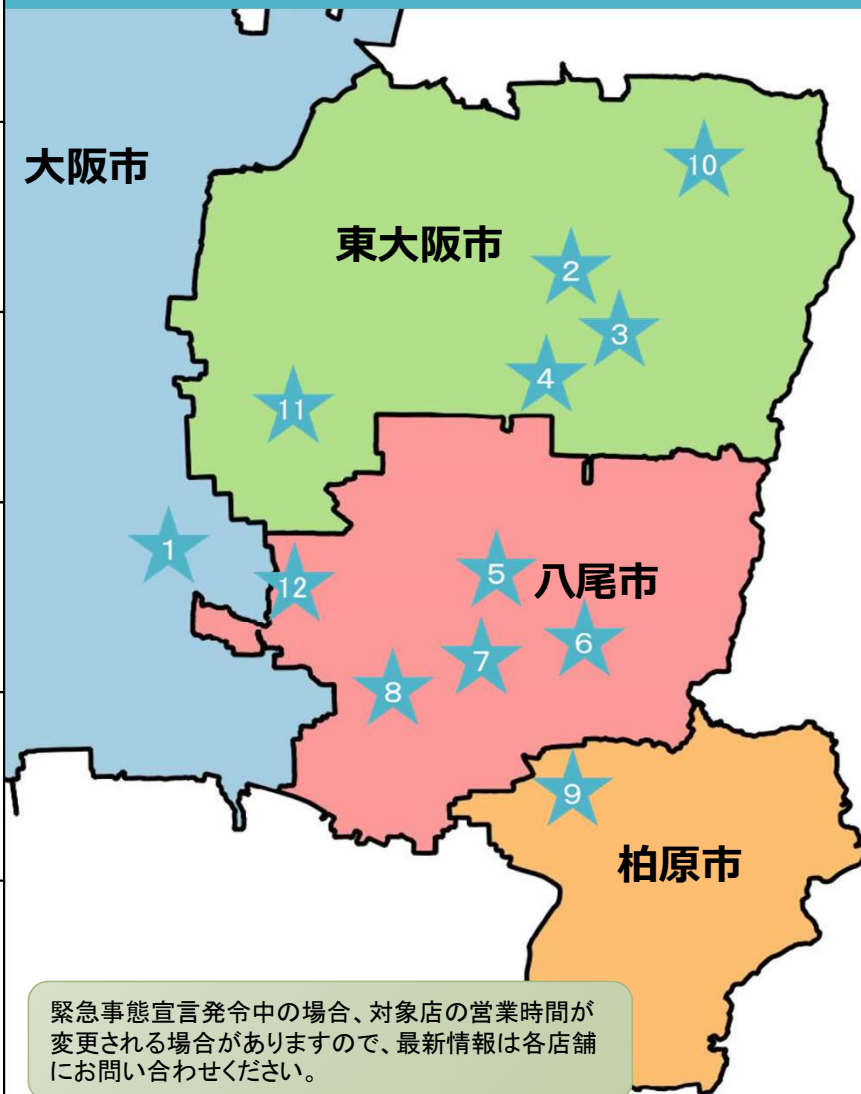 大阪市
10
東大阪市
2
3
4
11
1
5
八尾市
12
6
7
8
9
柏原市
緊急事態宣言発令中の場合、対象店の営業時間が
変更される場合がありますので、最新情報は各店舗
にお問い合わせください。